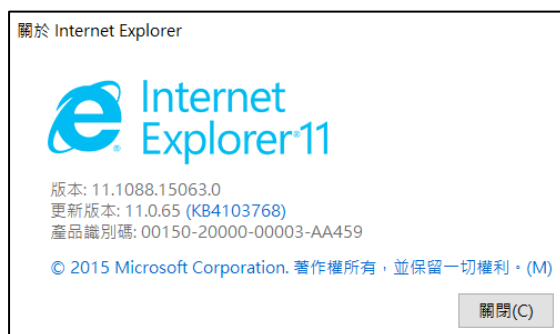 關於 Internet Explorer
Internet
Explorer®11
版本: 11.1088.15063.0
更新版本: 11.0.65 (KB4103768)
產品識別碼: 00150-20000-00003-AA459
© 2015 Microsoft Corporation. 著作權所有，並保留一切權利。(M)
關閉(C)